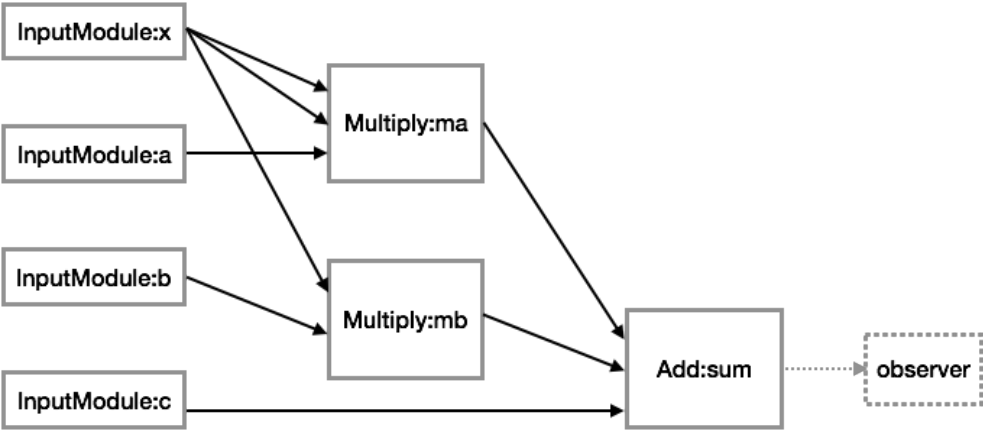 InputModule:x
InputModule:a
InputModule:b
InputModule:c
Multiply:ma
Multiply:mb
Add:sum
observer